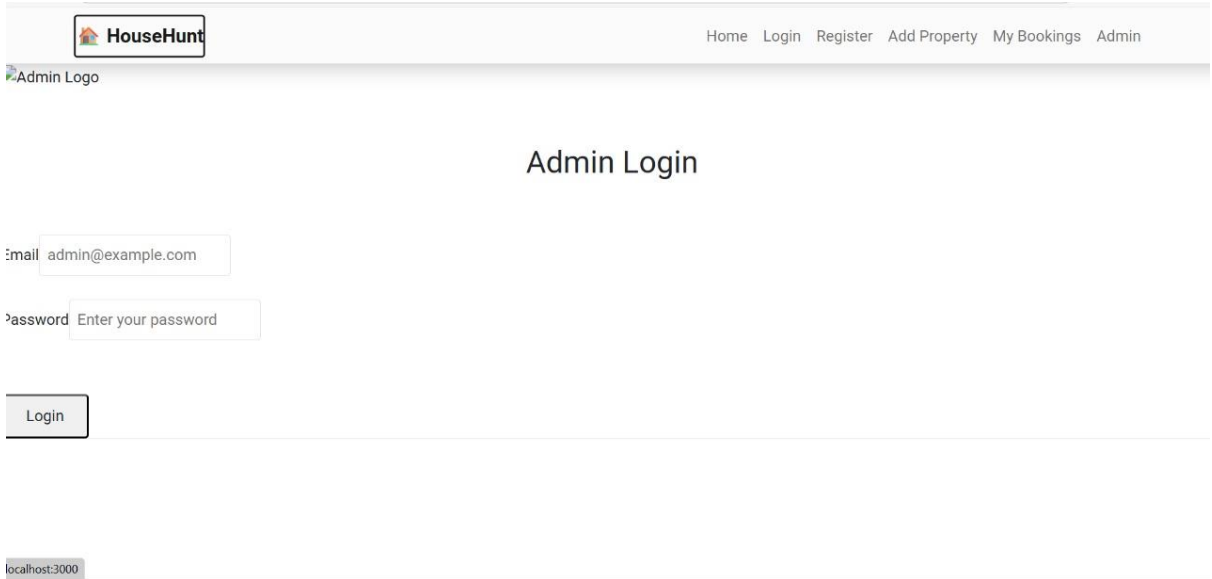 HouseHunt Home Login Register Add Property My Bookings Admin
Admin Logo
Admin Login
Email admin@example.com
Password Enter your password
Login
localhost:3000